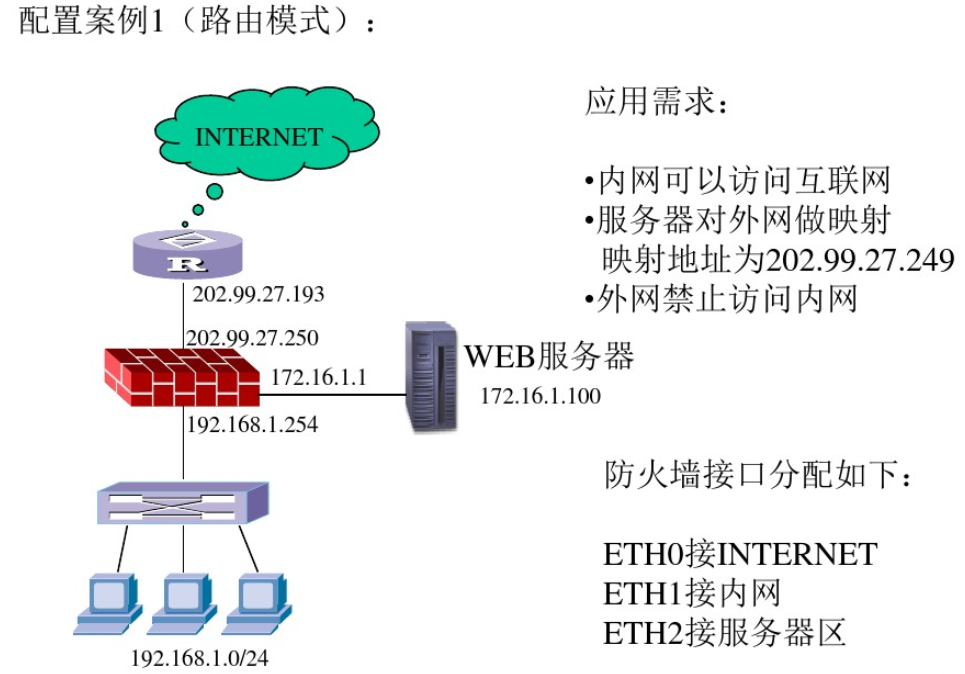 配置案例1（路由模式）：
INTERNET
R
202.99.27.193
202.99.27.250
172.16.1.1
WEB服务器
172.16.1.100
192.168.1.254
192.168.1.0/24
应用需求：
•内网可以访问互联网
•服务器对外网做映射
映射地址为202.99.27.249
•外网禁止访问内网
防火墙接口分配如下：
ETH0接INTERNET
ETH1接内网
ETH2接服务器区